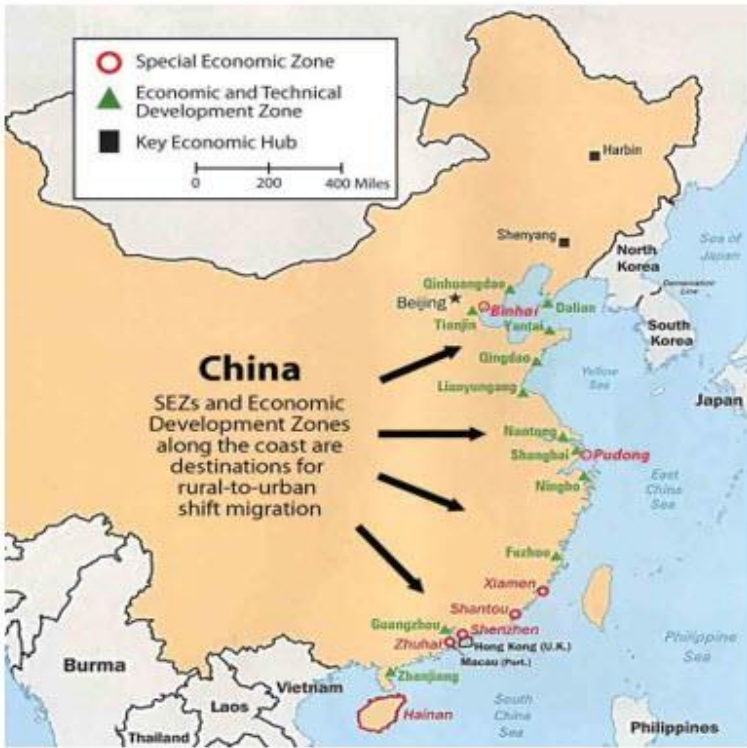 Special Economic Zone
Economic and Technical
Development Zone
Key Economic Hub
0 200 400 Miles
Harbin
Shenyang
North
Korea
Sea of
Japan
Demarcation
Line
South
Korea
Qinhuangdao
Beijing
Binhai
Dalian
Tianjin
Yantai
Qingdao
Yellow
Sea
Japan
Lianyungang
China
SEZs and Economic
Development Zones
along the coast are
destinations for
rural-to-urban
shift migration
Nantong
Shanghai
Pudong
Ningbo
East
China
Sea
Fuzhou
Xiamen
Shantou
Guangzhou
Shenzhen
Zhuhai
Hong Kong (U.K.)
Macau (Port.)
Philippine
Sea
Burma
Zhanjiang
Vietnam
Laos
Hainan
South
China
Sea
Thailand
Philippines